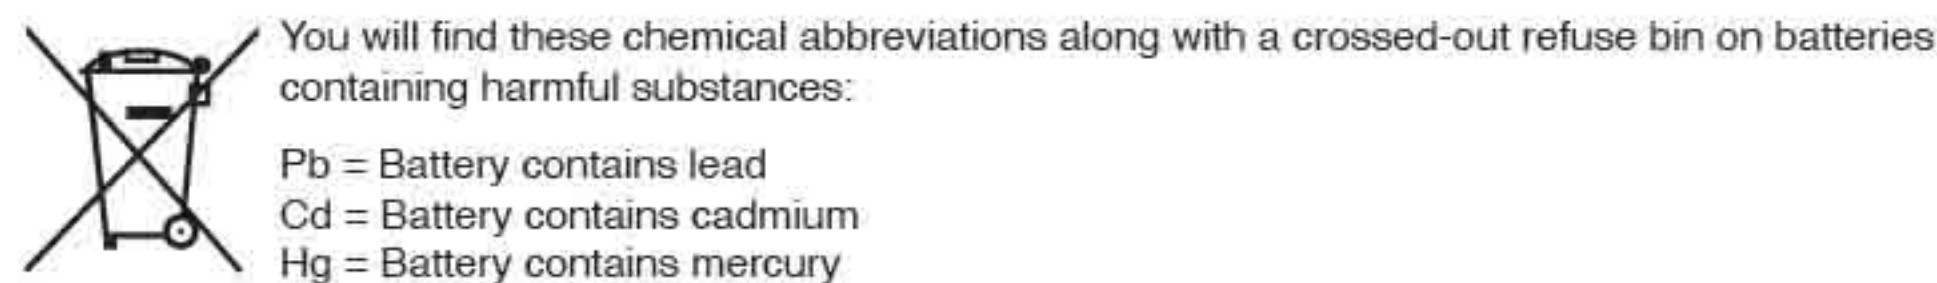 You will find these chemical abbreviations along with a crossed-out refuse bin on batteries
containing harmful substances:
Pb = Battery contains lead
Cd = Battery contains cadmium
Hg = Battery contains mercury